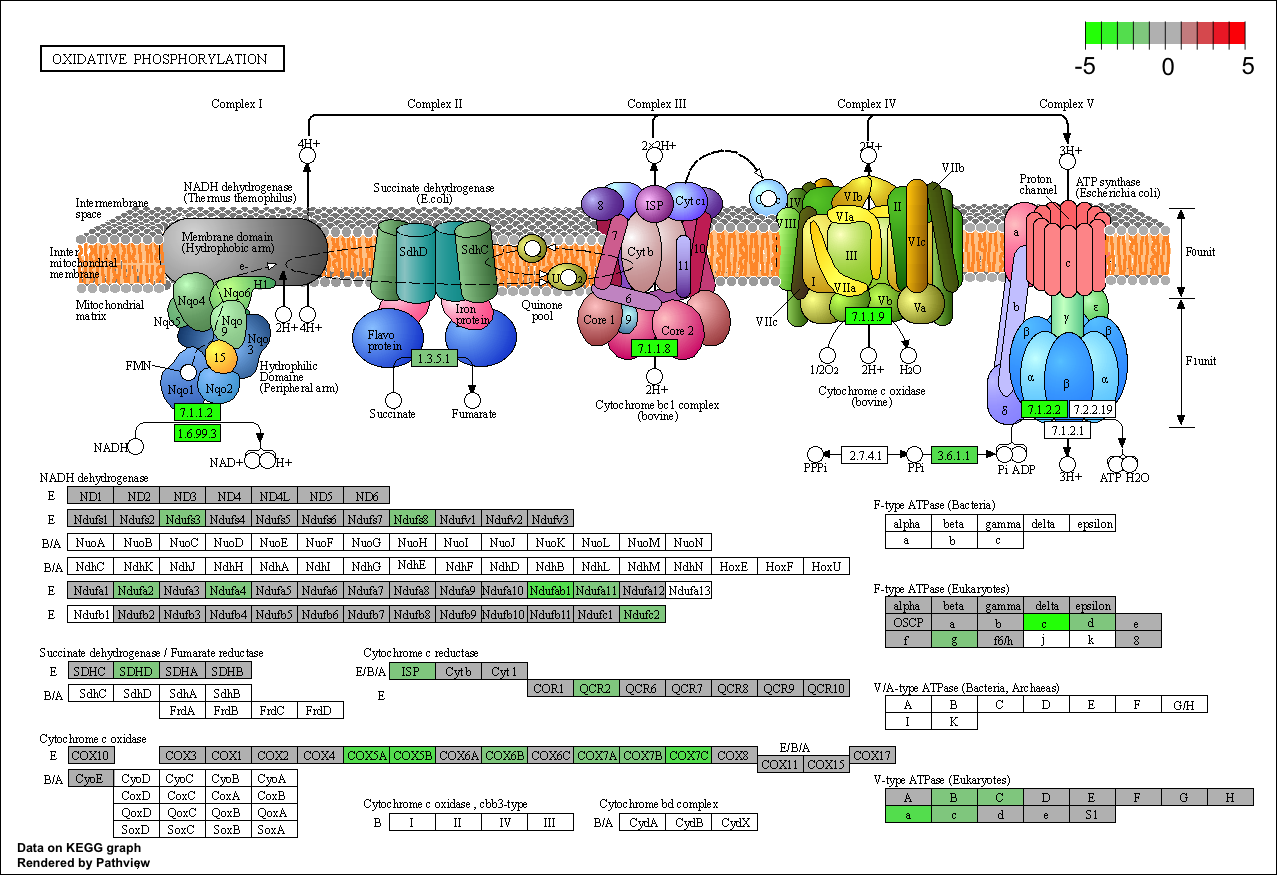 OXIDATIVE PHOSPHORYLATION
-5 0 5
Complex I Complex II Complex III Complex IV Complex V
4H+ 2×2H+ 2H+ 3H+
NADH dehydrogenase
(Thermus themophilus)
Succinate dehydrogenase
(E.coli)
VIIb
Proton
channel
ATP synthase
(Escherichia coli)
Intermembrane
space
8 ISP Cyt c1 c IV VIb II
VIII VIa VIc
Membrane domain
(Hydrophobic arm)
e-
SdhD SdhC
7 Cyt b 10 11
III a c
F0unit
Innter
mitochondrial
membrane
Mitochondrial
matrix
Nqo4 Nqo6 H1
Nqo5 Nqo
9
Nqo
3
2H+ 4H+
Iron
protein
Quinone
pool
6 I VIIa Vb Va
VIIc 7.1.1.9
b γ ε
Flavo
protein
Core 1 9 Core 2
β β
FMN 15
Hydrophilic
Domaine
(Peripheral arm)
1.3.5.1
7.1.1.8
1/2O2 2H+ H2O
F1unit
Nqo1 Nqo2
α β α
Cytochrome c oxidase
(bovine)
2H+
Cytochrome bc1 complex
(bovine)
Succinate Fumarate
7.1.1.2
1.6.99.3
δ 7.1.2.2 7.2.2.19
7.1.2.1
NADH NAD+ H+
PPPi 2.7.4.1 PPi 3.6.1.1 Pi ADP 3H+ ATP H2O
NADH dehydrogenase
E ND1 ND2 ND3 ND4 ND4L ND5 ND6
E Ndufs1 Ndufs2 Ndufs3 Ndufs4 Ndufs5 Ndufs6 Ndufs7 Ndufs8 Ndufv1 Ndufv2 Ndufv3
B/A NuoA NuoB NuoC NuoD NuoE NuoF NuoG NuoH NuoI NuoJ NuoK NuoL NuoM NuoN
B/A NdhC NdhK NdhJ NdhH NdhA NdhI NdhG NdhE NdhF NdhD NdhB NdhL NdhM NdhN HoxE HoxF HoxU
E Ndufa1 Ndufa2 Ndufa3 Ndufa4 Ndufa5 Ndufa6 Ndufa7 Ndufa8 Ndufa9 Ndufa10 Ndufab1 Ndufa11 Ndufa12 Ndufa13
E Ndufb1 Ndufb2 Ndufb3 Ndufb4 Ndufb5 Ndufb6 Ndufb7 Ndufb8 Ndufb9 Ndufb10 Ndufb11 Ndufc1 Ndufc2
Succinate dehydrogenase / Fumarate reductase
E SDHC SDHD SDHA SDHB
B/A SdhC SdhD SdhA SdhB
FrdA FrdB FrdC FrdD
Cytochrome c reductase
E/B/A ISP Cyt b Cyt 1
E COR1 QCR2 QCR6 QCR7 QCR8 QCR9 QCR10
Cytochrome c oxidase
E COX10 COX3 COX1 COX2 COX4 COX5A COX5B COX6A COX6B COX6C COX7A COX7B COX7C COX8 E/B/A COX17
COX11 COX15
B/A CyoE CyoD CyoC CyoB CyoA
CoxD CoxC CoxA CoxB
QoxD QoxC QoxB QoxA
SoxD SoxC SoxB SoxA
Cytochrome c oxidase , cbb3-type
B I II IV III
Cytochrome bd complex
B/A CydA CydB CydX
F-type ATPase (Bacteria)
alpha beta gamma delta epsilon
a b c
F-type ATPase (Eukaryotes)
alpha beta gamma delta epsilon
OSCP a b c d e
f g f6/h j k 8
V/A-type ATPase (Bacteria, Archaeas)
A B C D E F G/H
I K
V-type ATPase (Eukaryotes)
A B C D E F G H
a c d e S1
Data on KEGG graph
Rendered by Pathview